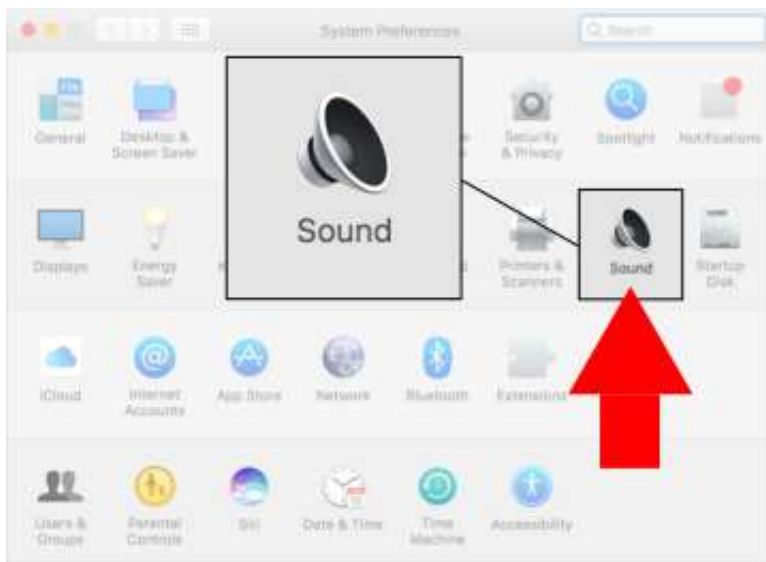 System Preferences
Search
General
Desktop &
Screen Saver
Security
& Privacy
Spotlight
Notifications
Sound
Displays
Energy
Saver
Printers &
Scanners
Sound
Startup
Disk
iCloud
Internet
Accounts
App Store
Network
Bluetooth
Extensions
Users &
Groups
Parental
Controls
Siri
Date & Time
Time
Machine
Accessibility